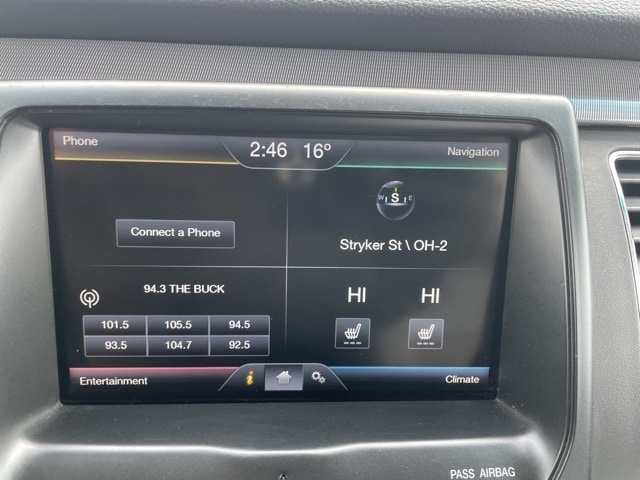 Phone
2:46 16°
Navigation
W S E
Connect a Phone
Stryker St \ OH-2
94.3 THE BUCK
HI HI
101.5 105.5 94.5
93.5 104.7 92.5
Entertainment
i
Climate
PASS AIRBAG